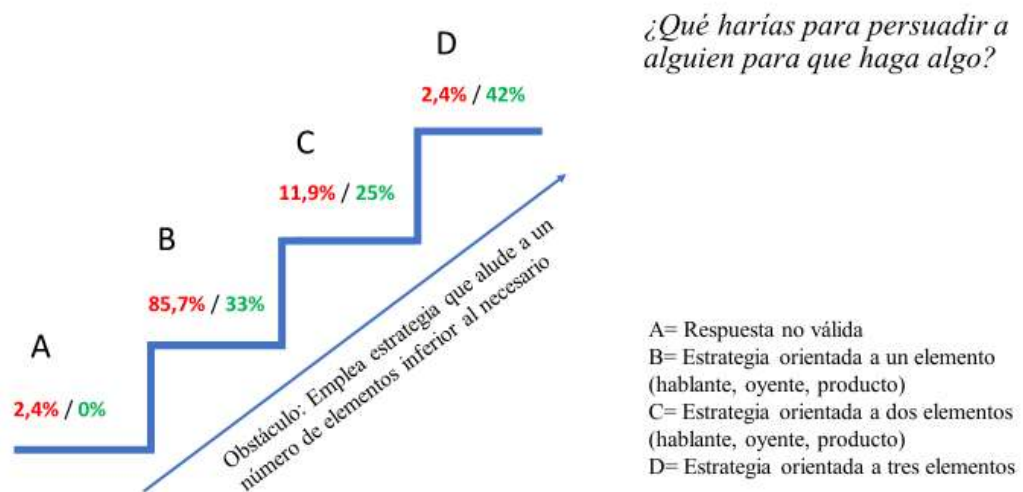 ¿Qué harías para persuadir a
alguien para que haga algo?
D
2,4% / 42%
C
11,9% / 25%
B
85,7% / 33%
A
2,4% / 0%
Obstáculo: Emplea estrategia que alude a un
número de elementos inferior al necesario
A= Respuesta no válida
B= Estrategia orientada a un elemento
(hablante, oyente, producto)
C= Estrategia orientada a dos elementos
(hablante, oyente, producto)
D= Estrategia orientada a tres elementos